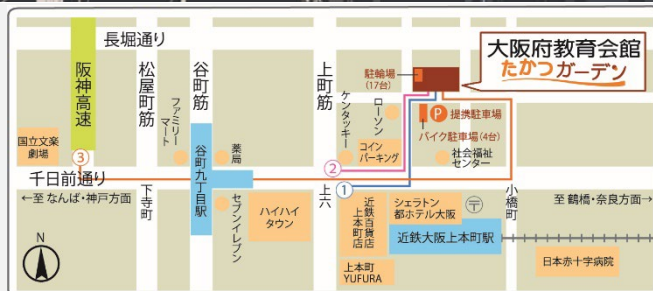 長堀通り
大阪府教育会館
たかつガーデン
阪神高速
松屋町筋
谷町筋
上町筋
駐輪場
(17台)
ファミリーマート
ケンタッキー
ローソン
P 提携駐車場
バイク駐車場(4台)
国立文楽
劇場
薬局
コイン
パーキング
社会福祉
センター
③
②
①
谷町九丁目駅
千日前通り
←至 なんば・神戸方面
下寺町
セブンイレブン
ハイハイ
タウン
上六
近鉄百貨店
上本町店
シェラトン
都ホテル大阪
〒
小橋町
至 鶴橋・奈良方面→
近鉄大阪上本町駅
上本町
YUFURA
日本赤十字病院
N